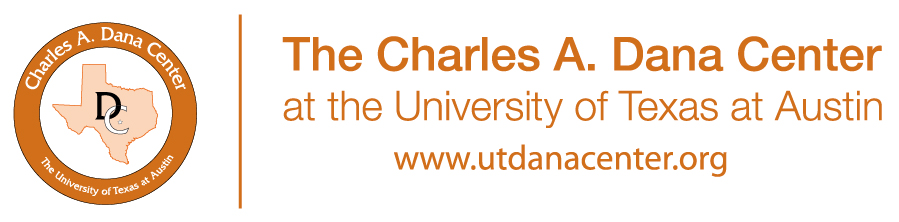 Charles A. Dana Center
DC
The University of Texas at Austin
The Charles A. Dana Center
at the University of Texas at Austin
www.utdanacenter.org